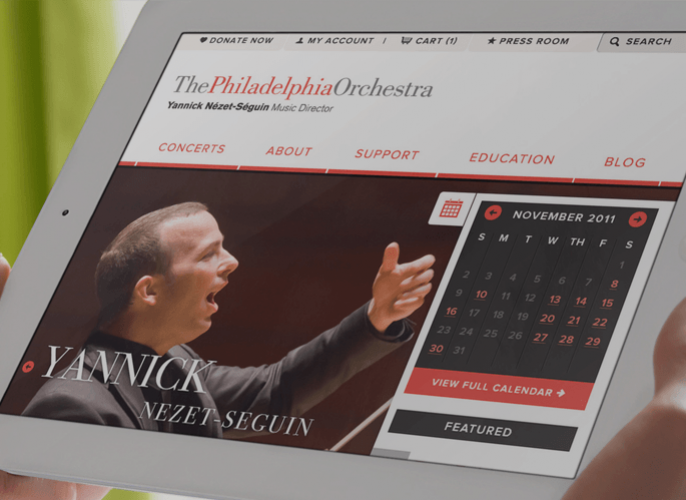 DONATE NOW
MY ACCOUNT |
CART (1)
PRESS ROOM
SEARCH
ThePhiladelphiaOrchestra
Yannick Nézet-Séguin Music Director
CONCERTS
ABOUT
SUPPORT
EDUCATION
BLOG
YANNICK
NEZET-SEGUIN
NOVEMBER 2011
S M T W TH F S
1
2 3 4 5 6 7 8
9 10 11 12 13 14 15
16 17 18 19 20 21 22
23 24 25 26 27 28 29
30 31
VIEW FULL CALENDAR
FEATURED